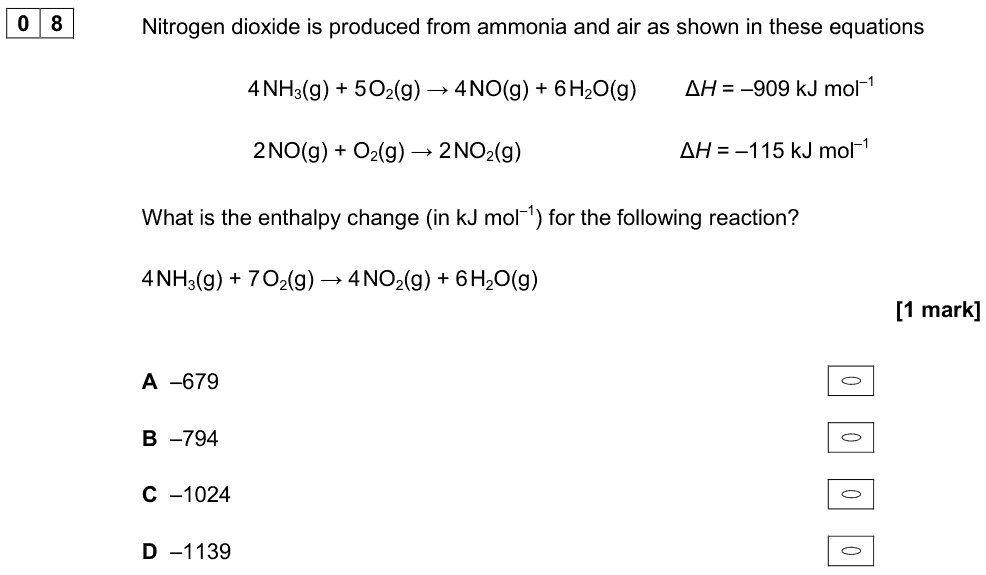 0 8 Nitrogen dioxide is produced from ammonia and air as shown in these equations
4NH₃(g) + 5O₂(g) → 4NO(g) + 6H₂O(g) ΔH = –909 kJ mol⁻¹
2NO(g) + O₂(g) → 2NO₂(g) ΔH = –115 kJ mol⁻¹
What is the enthalpy change (in kJ mol⁻¹) for the following reaction?
4NH₃(g) + 7O₂(g) → 4NO₂(g) + 6H₂O(g)
[1 mark]
A –679
B –794
C –1024
D –1139